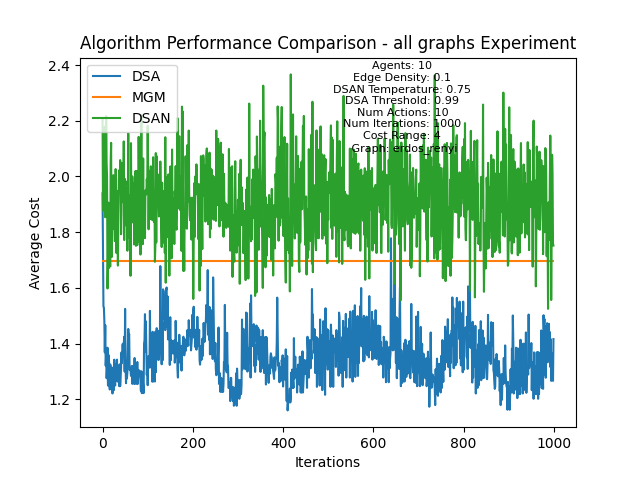 Algorithm Performance Comparison - all graphs Experiment
DSA
MGM
DSAN
Agents: 10
Edge Density: 0.1
DSAN Temperature: 0.75
DSA Threshold: 0.99
Num Actions: 10
Num Iterations: 1000
Cost Range: 4
Graph: erdos_renyi
Average Cost
2.4
2.2
2.0
1.8
1.6
1.4
1.2
0
200
400
600
800
1000
Iterations